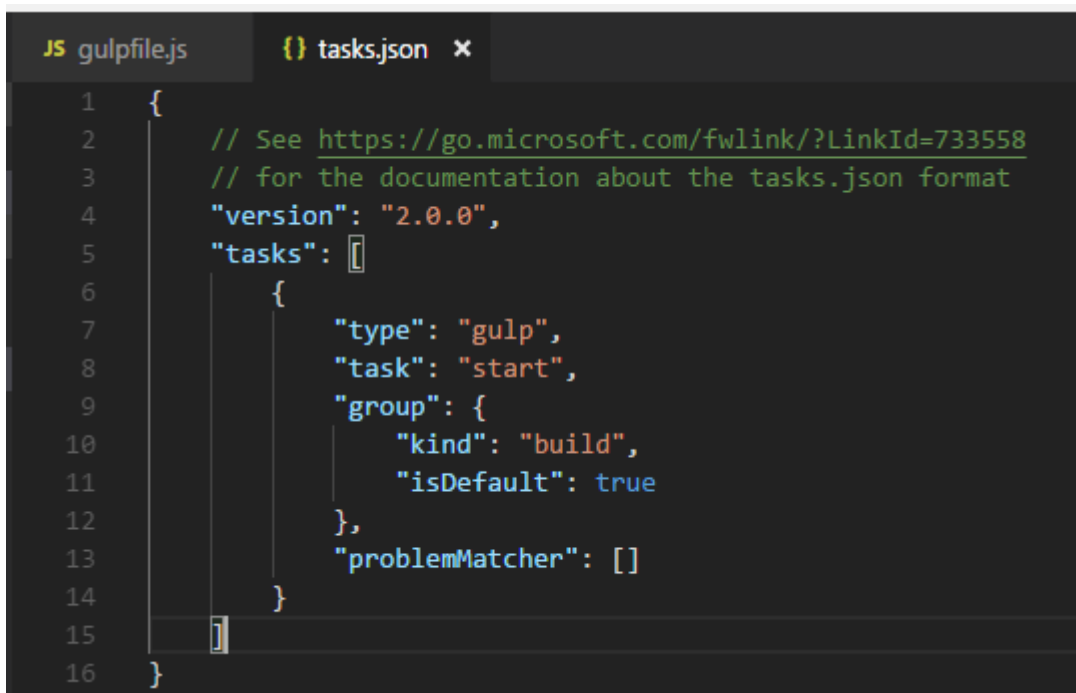 JS gulpfile.js {} tasks.json ×
1 {
2 // See https://go.microsoft.com/fwlink/?LinkId=733558
3 // for the documentation about the tasks.json format
4 "version": "2.0.0",
5 "tasks": [
6 {
7 "type": "gulp",
8 "task": "start",
9 "group": {
10 "kind": "build",
11 "isDefault": true
12 },
13 "problemMatcher": []
14 }
15 ]
16 }